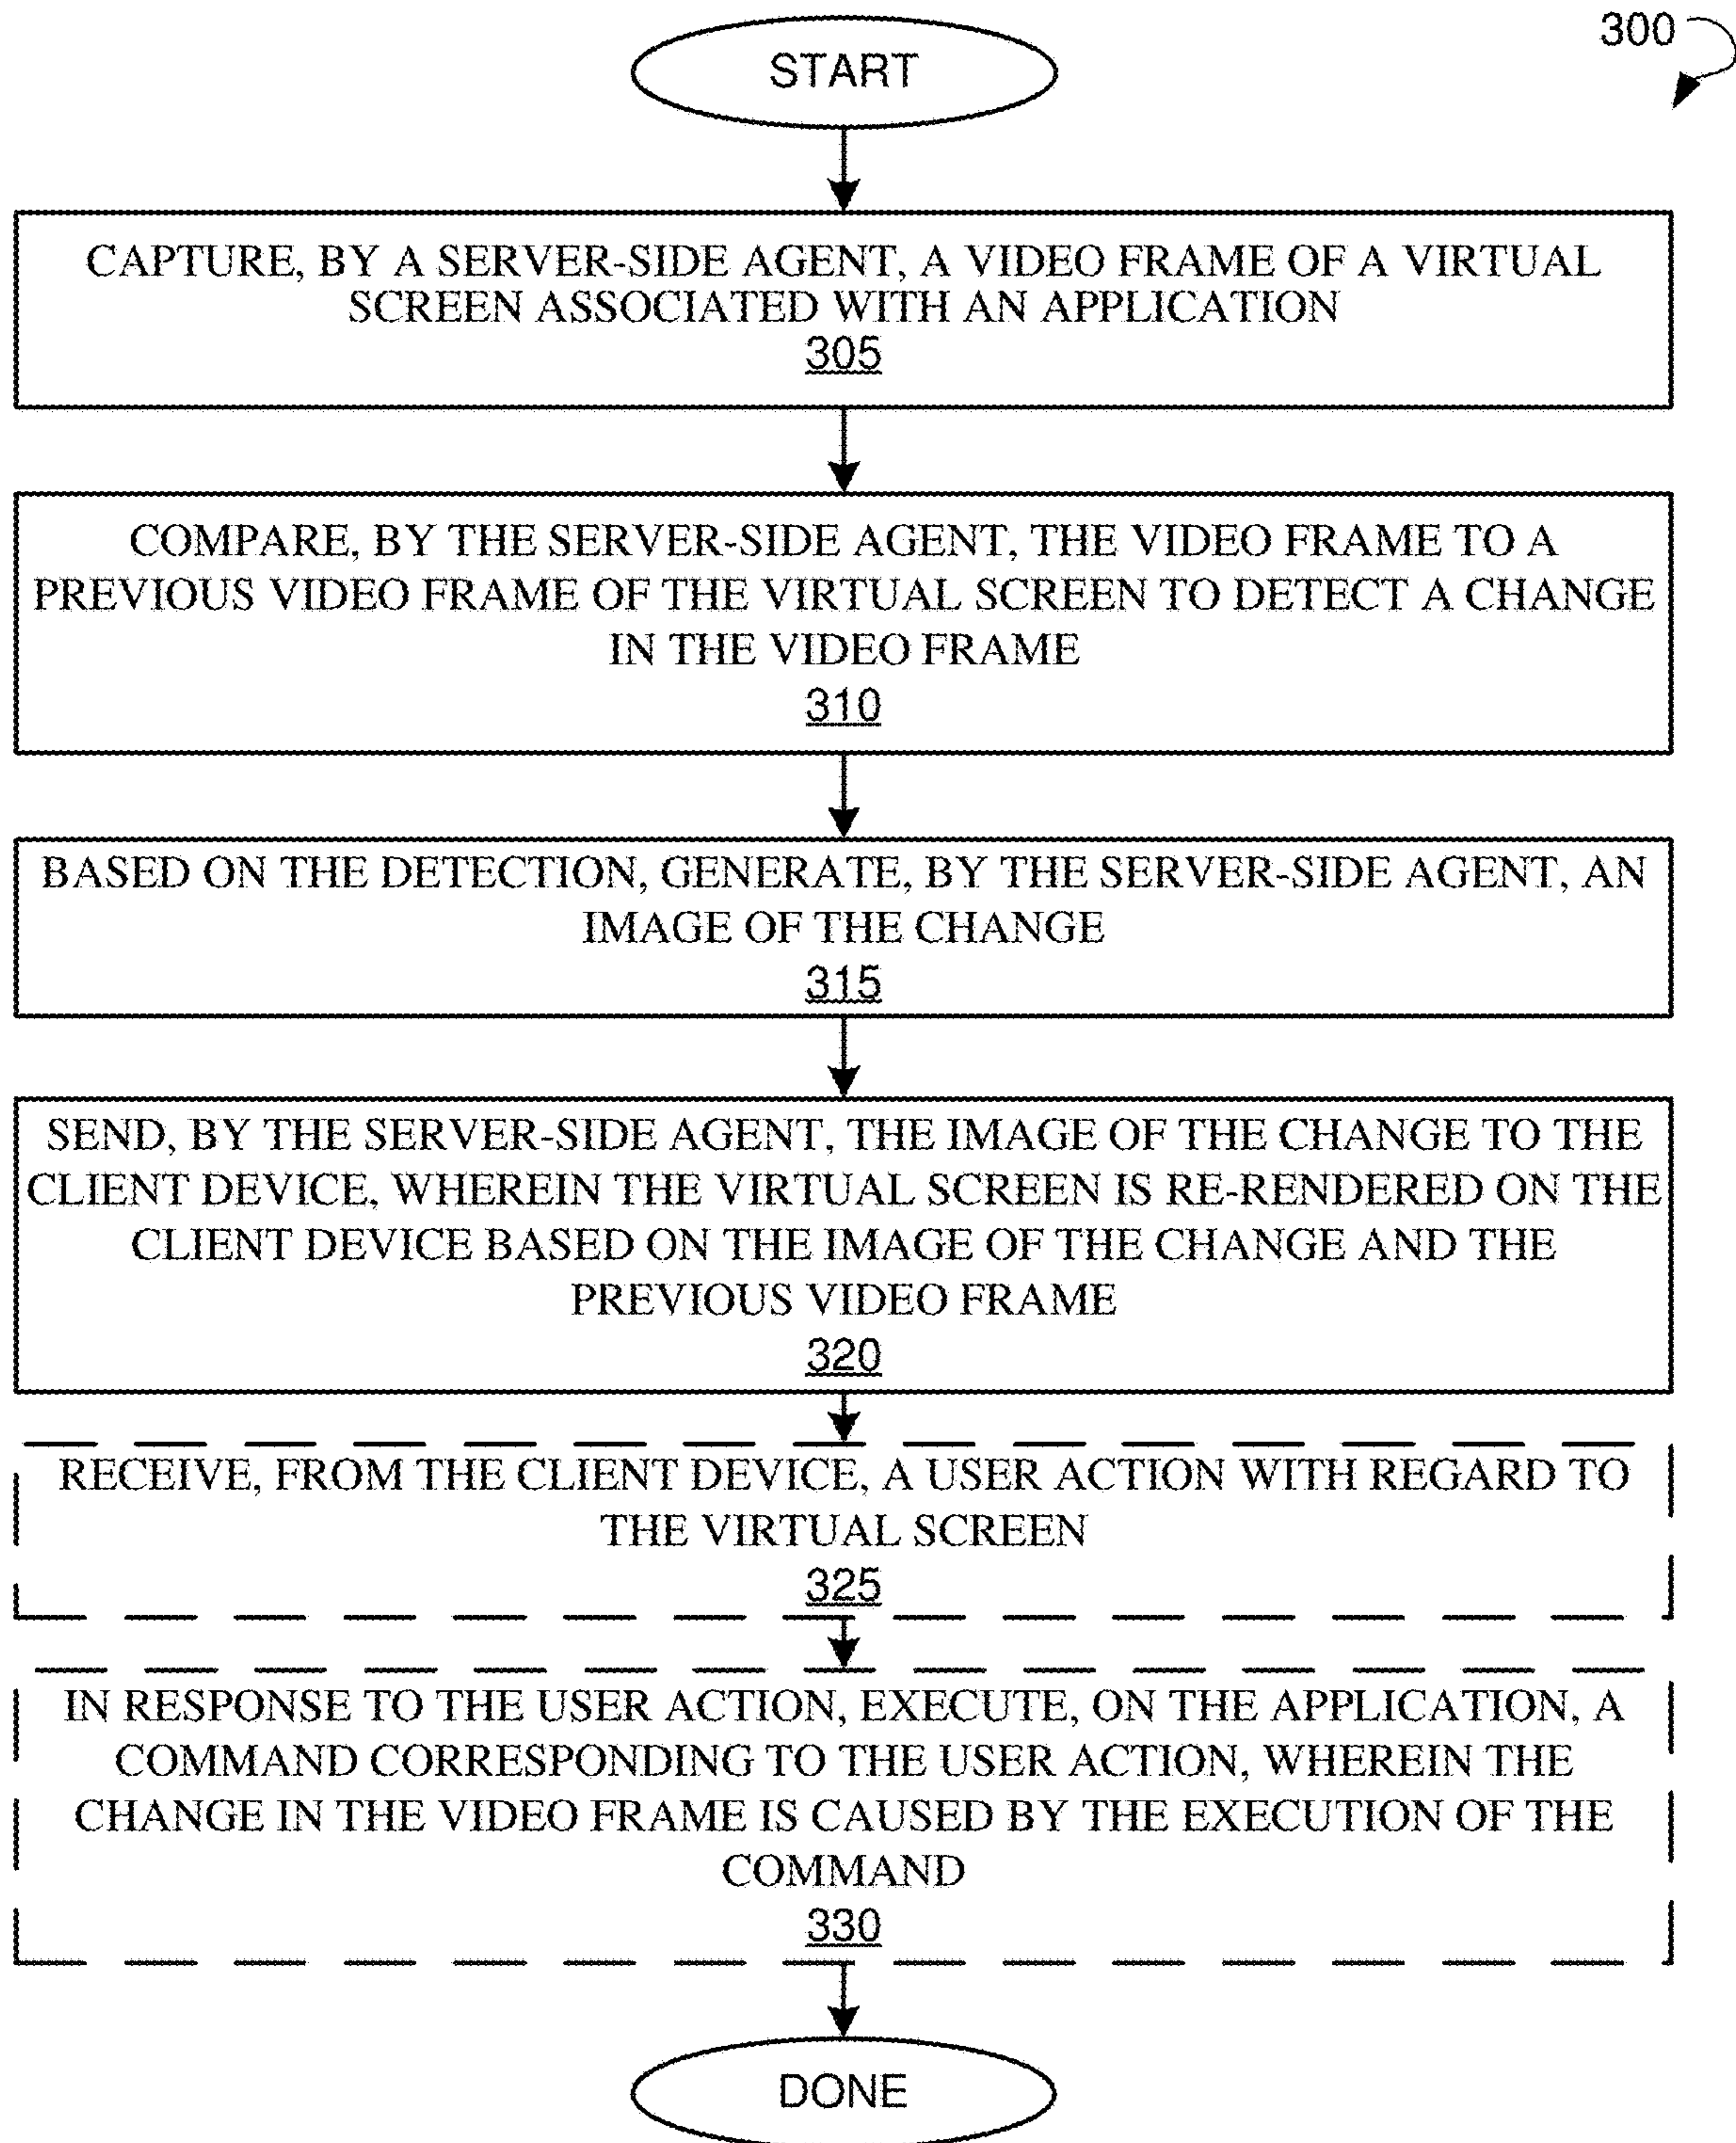 300
START
CAPTURE, BY A SERVER-SIDE AGENT, A VIDEO FRAME OF A VIRTUAL
SCREEN ASSOCIATED WITH AN APPLICATION
305
COMPARE, BY THE SERVER-SIDE AGENT, THE VIDEO FRAME TO A
PREVIOUS VIDEO FRAME OF THE VIRTUAL SCREEN TO DETECT A CHANGE
IN THE VIDEO FRAME
310
BASED ON THE DETECTION, GENERATE, BY THE SERVER-SIDE AGENT, AN
IMAGE OF THE CHANGE
315
SEND, BY THE SERVER-SIDE AGENT, THE IMAGE OF THE CHANGE TO THE
CLIENT DEVICE, WHEREIN THE VIRTUAL SCREEN IS RE-RENDERED ON THE
CLIENT DEVICE BASED ON THE IMAGE OF THE CHANGE AND THE
PREVIOUS VIDEO FRAME
320
RECEIVE, FROM THE CLIENT DEVICE, A USER ACTION WITH REGARD TO
THE VIRTUAL SCREEN
325
IN RESPONSE TO THE USER ACTION, EXECUTE, ON THE APPLICATION, A
COMMAND CORRESPONDING TO THE USER ACTION, WHEREIN THE
CHANGE IN THE VIDEO FRAME IS CAUSED BY THE EXECUTION OF THE
COMMAND
330
DONE